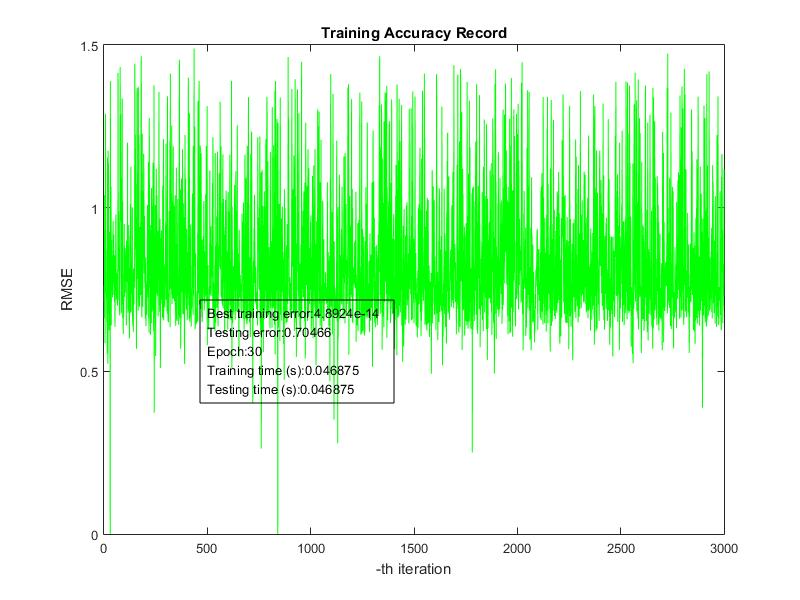 Training Accuracy Record
1.5
1
0.5
0
RMSE
Best training error:4.8924e-14
Testing error:0.70466
Epoch:30
Training time (s):0.046875
Testing time (s):0.046875
0 500 1000 1500 2000 2500 3000
-th iteration